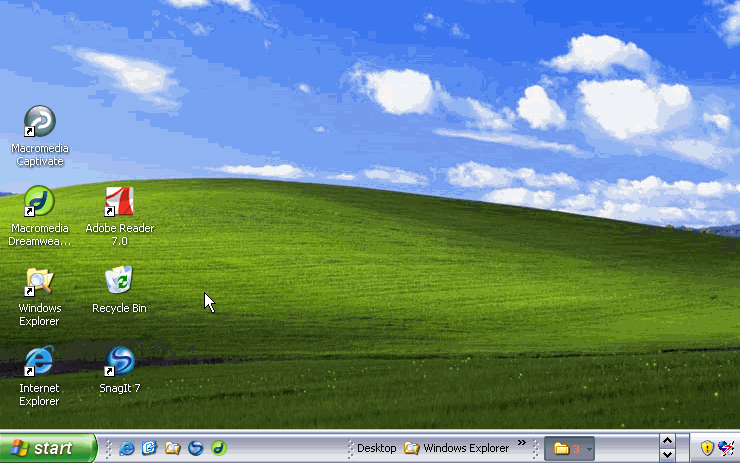 Macromedia
Captivate
Macromedia
Dreamwea...
Adobe Reader
7.0
Windows
Explorer
Recycle Bin
Internet
Explorer
SnagIt 7
start
Desktop
Windows Explorer
»
3